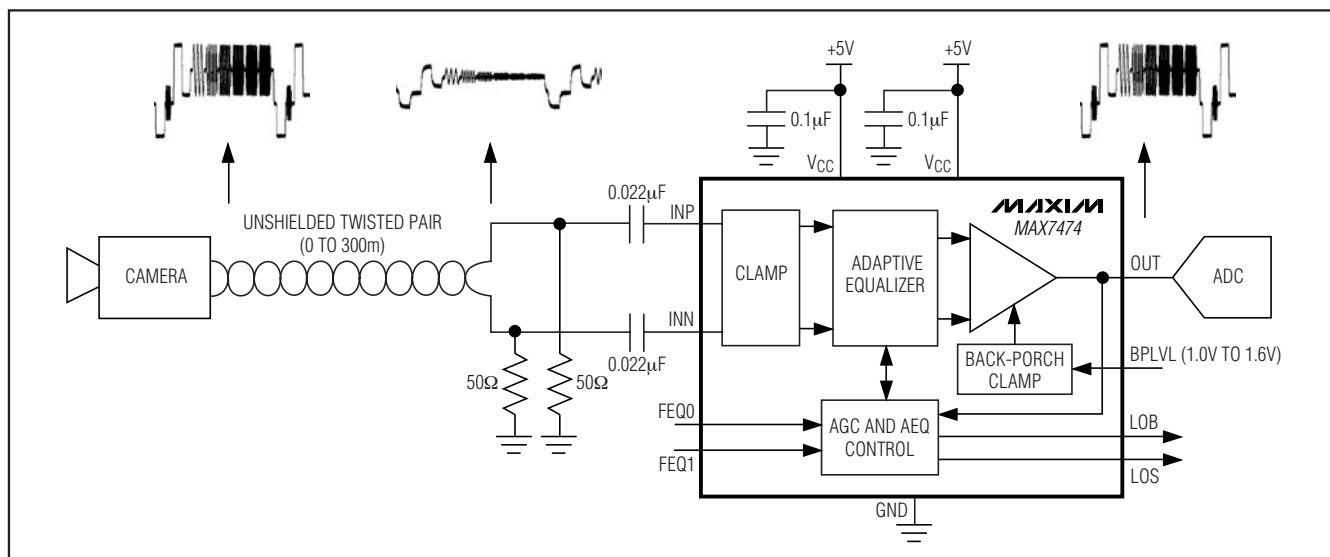 +5V
+5V
0.1µF
0.1µF
VCC
VCC
0.022µF
INP
MAXIM
MAX7474
UNSHIELDED TWISTED PAIR
(0 TO 300m)
CAMERA
CLAMP
ADAPTIVE
EQUALIZER
OUT
ADC
INN
0.022µF
BACK-PORCH
CLAMP
BPLVL (1.0V TO 1.6V)
50Ω
50Ω
FEQ0
FEQ1
AGC AND AEQ
CONTROL
LOB
LOS
GND